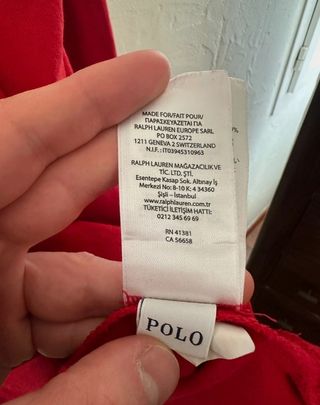 MADE FOR/FAIT POUR/
ΠΑΡΑΣΚΕΥΑΖΕΤΑΙ ΓΙΑ
RALPH LAUREN EUROPE SARL
PO BOX 2572
1211 GENEVA 2 SWITZERLAND
N.I.F.:IT03945310963
RALPH LAUREN MAĞAZACILIK VE
TİC. LTD. ŞTİ.
Esentepe Kasap Sok. Altınay İş
Merkezi No: 8-10 K: 4 34360
Şişli – İstanbul
www.ralphlauren.com.tr
TÜKETİCİ İLETİŞİM HATTI:
0212 345 69 69
RN 41381
CA 56658
POLO